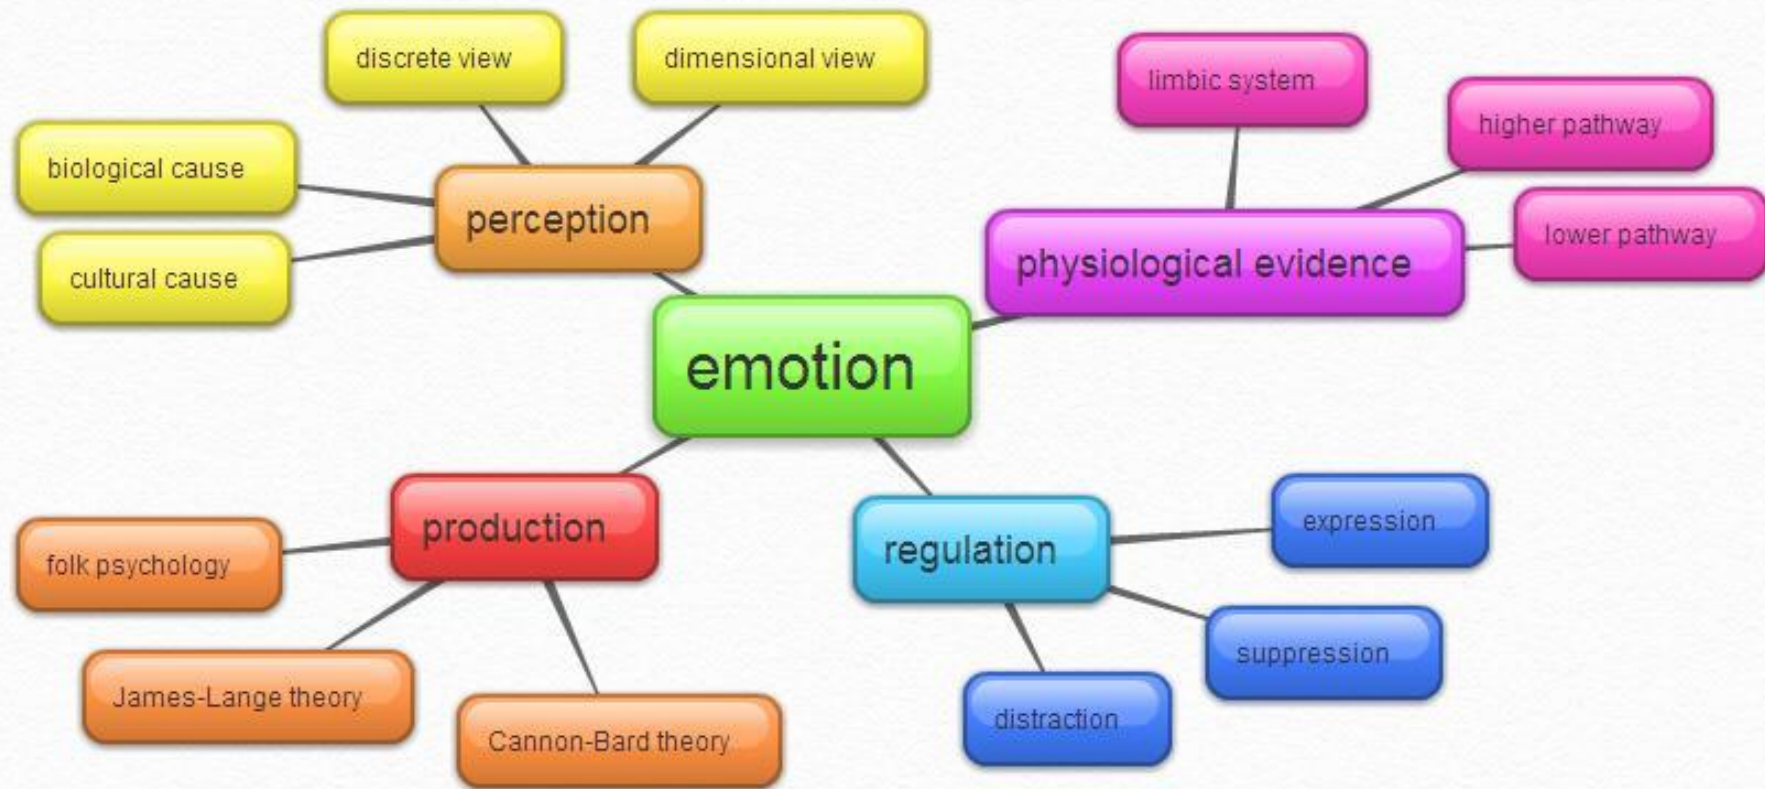 discrete view
dimensional view
biological cause
perception
cultural cause
limbic system
higher pathway
lower pathway
physiological evidence
emotion
production
folk psychology
James-Lange theory
Cannon-Bard theory
regulation
expression
suppression
distraction